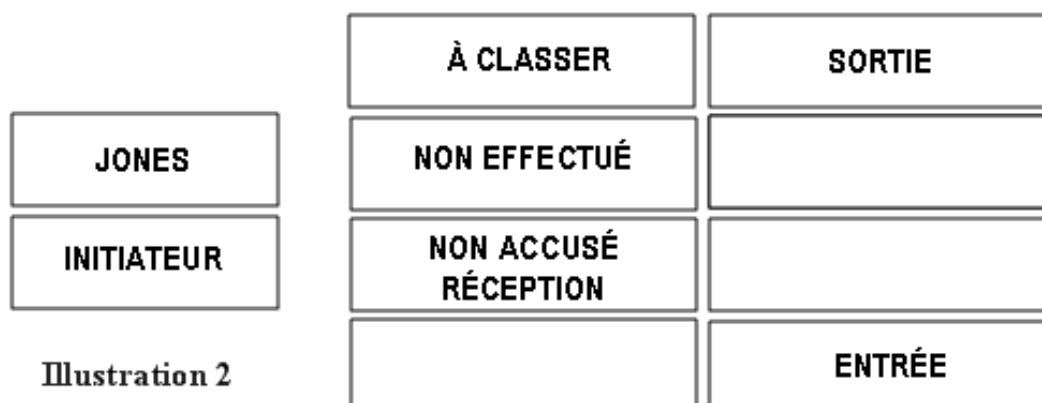 À CLASSER
SORTIE
JONES
NON EFFECTUÉ
INITIATEUR
NON ACCUSÉ
RÉCEPTION
Illustration 2
ENTRÉE